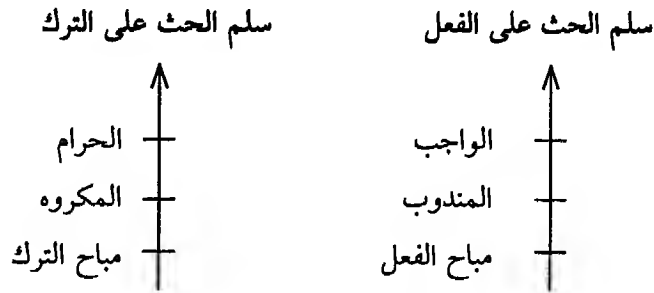 سلم الحث على الفعل
الواجب
المندوب
مباح الفعل
سلم الحث على الترك
الحرام
المكروه
مباح الترك